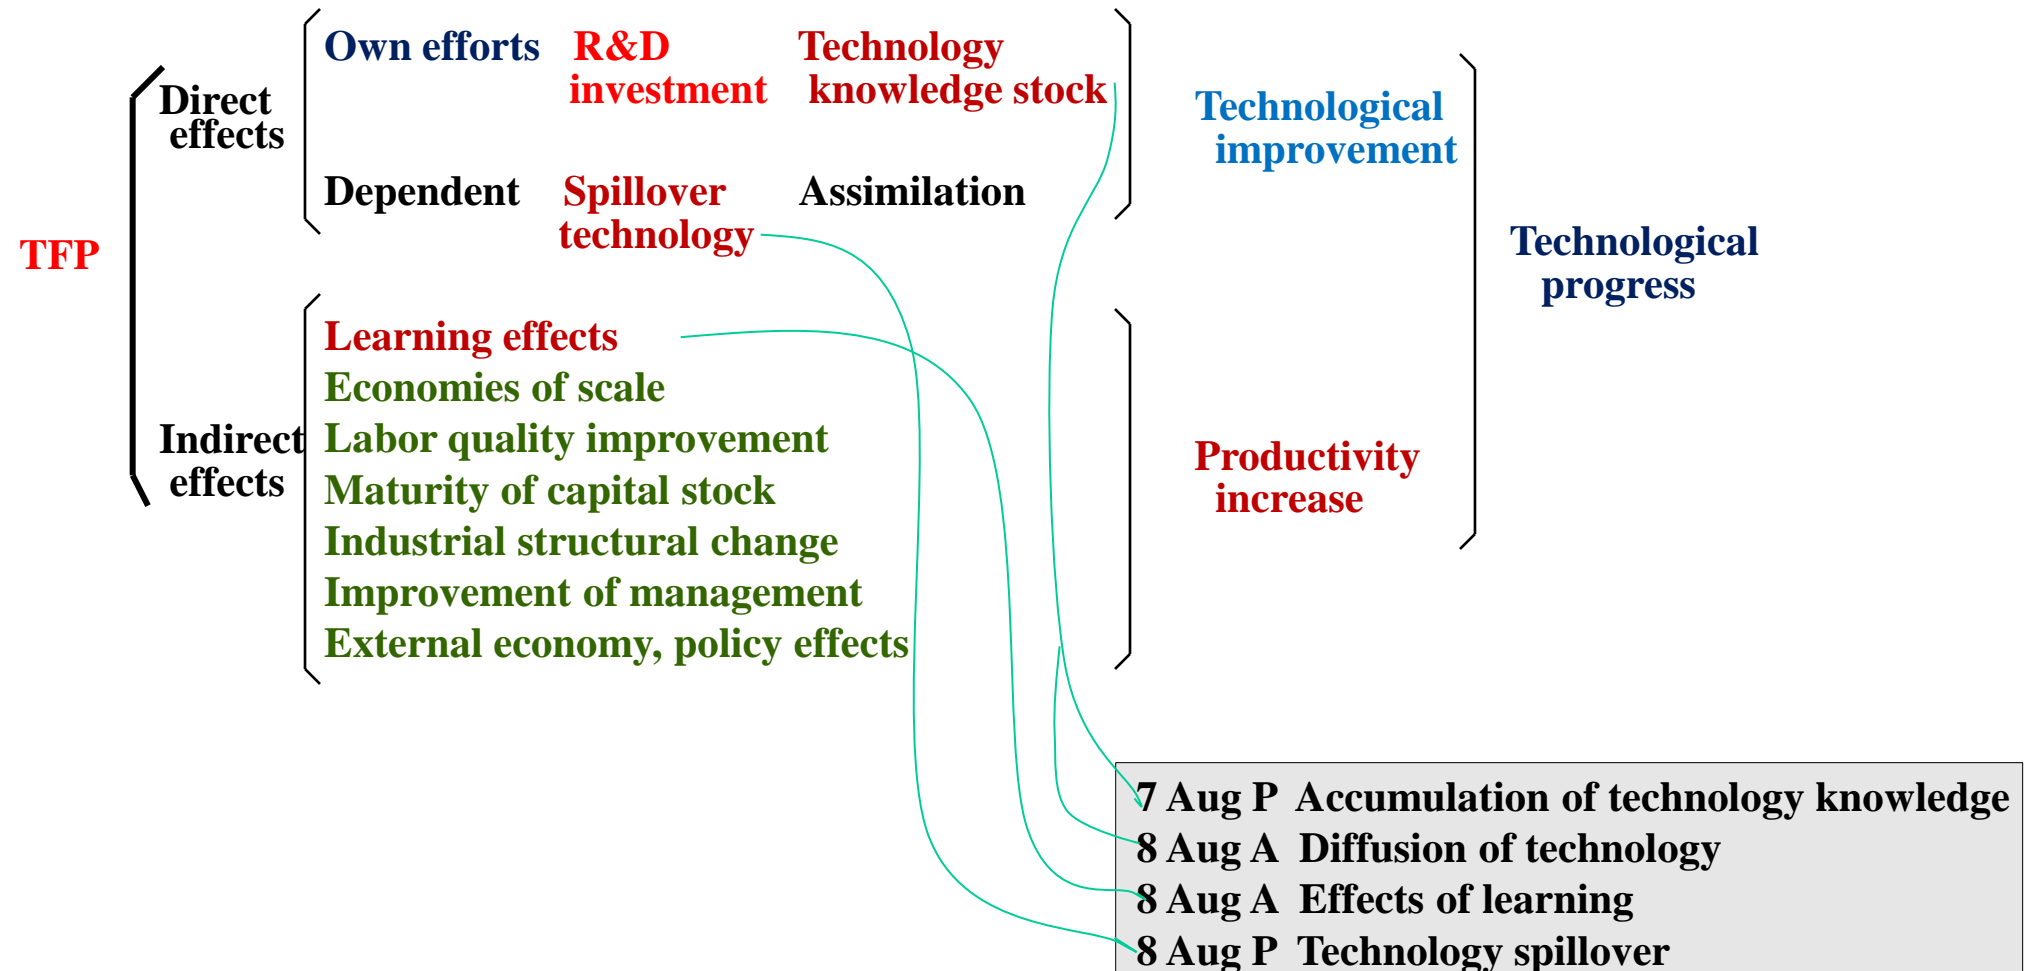 Own efforts R&D Technology
investment knowledge stock
Direct
effects
Technological
improvement
Dependent Spillover Assimilation
technology
TFP
Technological
progress
Learning effects
Economies of scale
Indirect
effects
Labor quality improvement
Maturity of capital stock
Industrial structural change
Improvement of management
External economy, policy effects
Productivity
increase
7 Aug P Accumulation of technology knowledge
8 Aug A Diffusion of technology
8 Aug A Effects of learning
8 Aug P Technology spillover